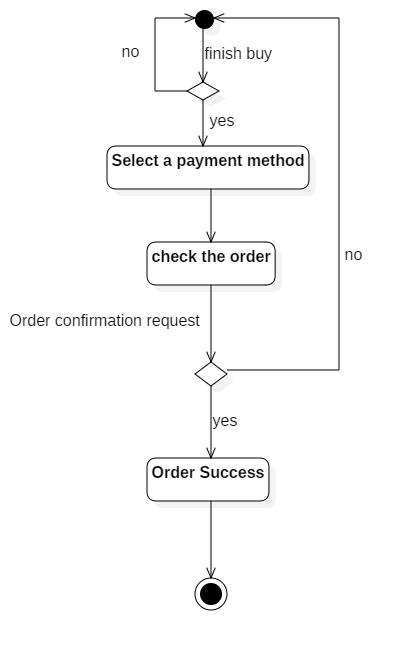 no
finish buy
yes
Select a payment method
check the order
no
Order confirmation request
yes
Order Success